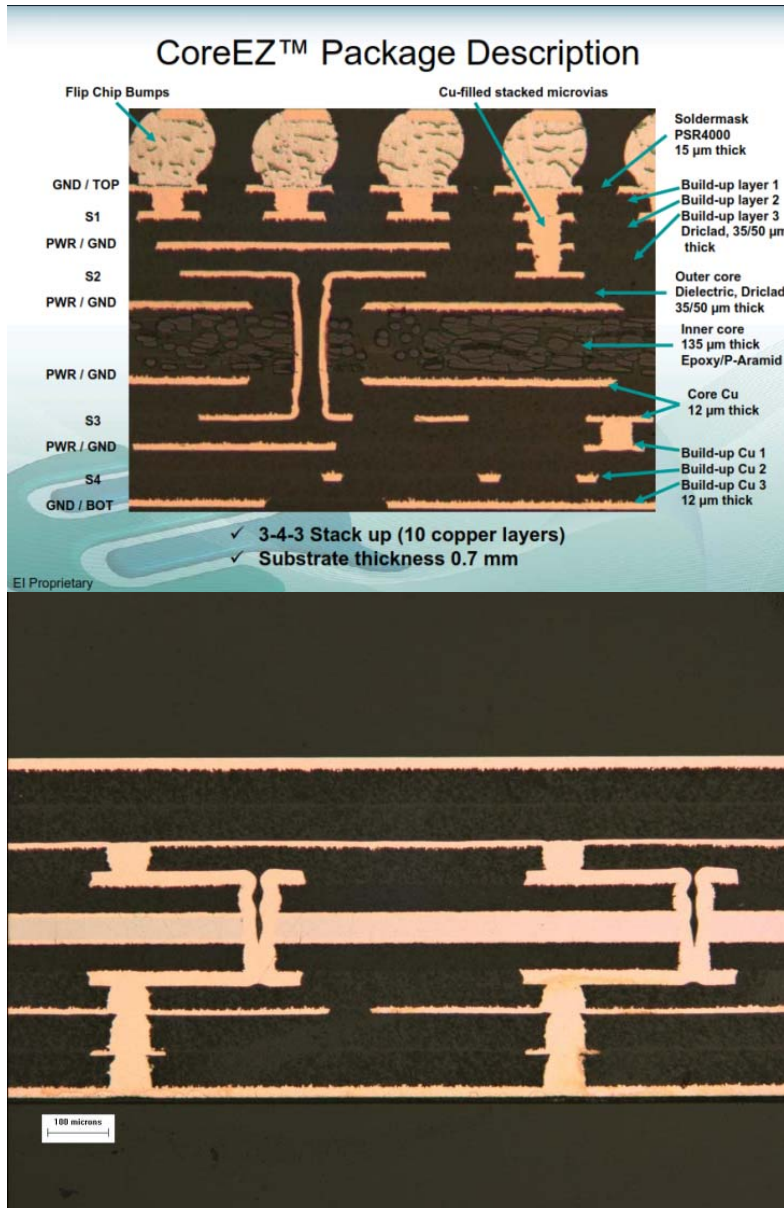 CoreEZ™ Package Description
Flip Chip Bumps
Cu-filled stacked microvias
GND / TOP
S1
PWR / GND
S2
PWR / GND
PWR / GND
S3
PWR / GND
S4
GND / BOT
Soldermask
PSR4000
15 µm thick
Build-up layer 1
Build-up layer 2
Build-up layer 3
Driclad, 35/50 µm
thick
Outer core
Dielectric, Driclad
35/50 µm thick
Inner core
135 µm thick
Epoxy/P-Aramid
Core Cu
12 µm thick
Build-up Cu 1
Build-up Cu 2
Build-up Cu 3
12 µm thick
✓ 3-4-3 Stack up (10 copper layers)
✓ Substrate thickness 0.7 mm
EI Proprietary
100 microns